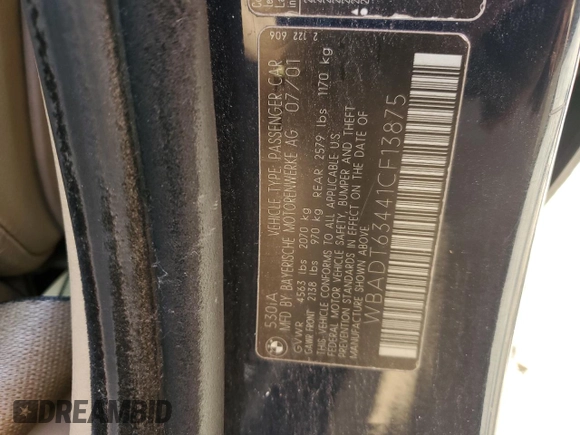 530iA VEHICLE TYPE PASSENGER CAR 2 122 606
MFD BY BAYERISCHE MOTORENWERKE AG 07/01
GVWR 4563 lbs 2070 kg
GAWR FRONT 2138 lbs 970 kg REAR 2579 lbs 1170 kg
THIS VEHICLE CONFORMS TO ALL APPLICABLE U.S.
FEDERAL MOTOR VEHICLE SAFETY, BUMPER AND THEFT-
PREVENTION STANDARDS IN EFFECT ON THE DATE OF
MANUFACTURE SHOWN ABOVE
WBADT63441CF13875
DREAMBID